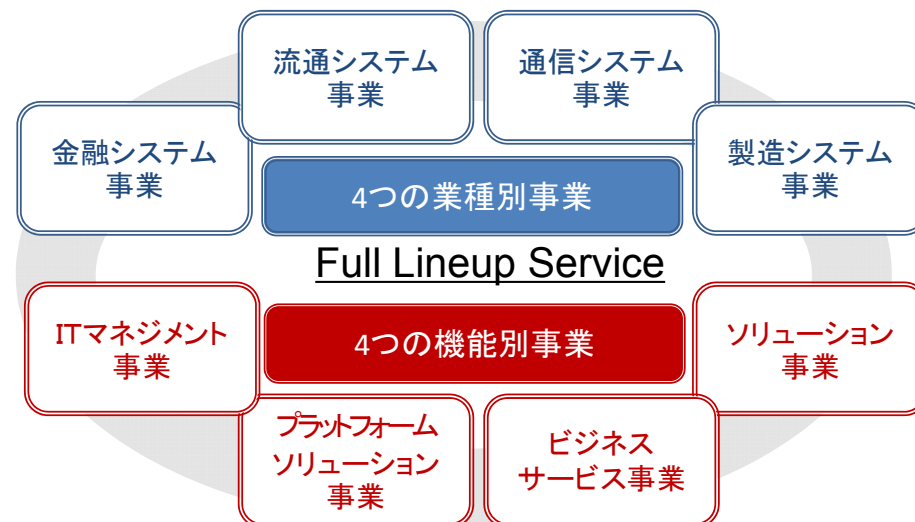 流通システム
事業
通信システム
事業
金融システム
事業
製造システム
事業
4つの業種別事業
Full Lineup Service
ITマネジメント
事業
4つの機能別事業
ソリューション
事業
プラットフォーム
ソリューション
事業
ビジネス
サービス事業